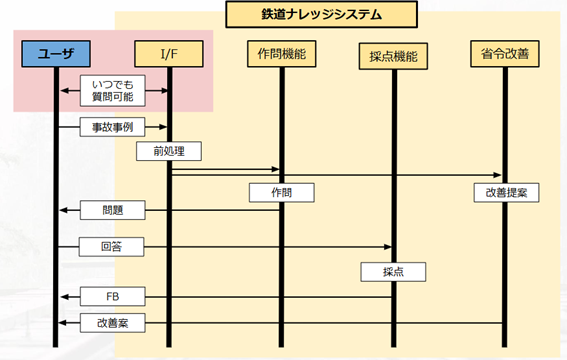 鉄道ナレッジシステム
ユーザ
I/F
作問機能
採点機能
省令改善
いつでも
質問可能
事故事例
前処理
作問
改善提案
問題
回答
採点
FB
改善案